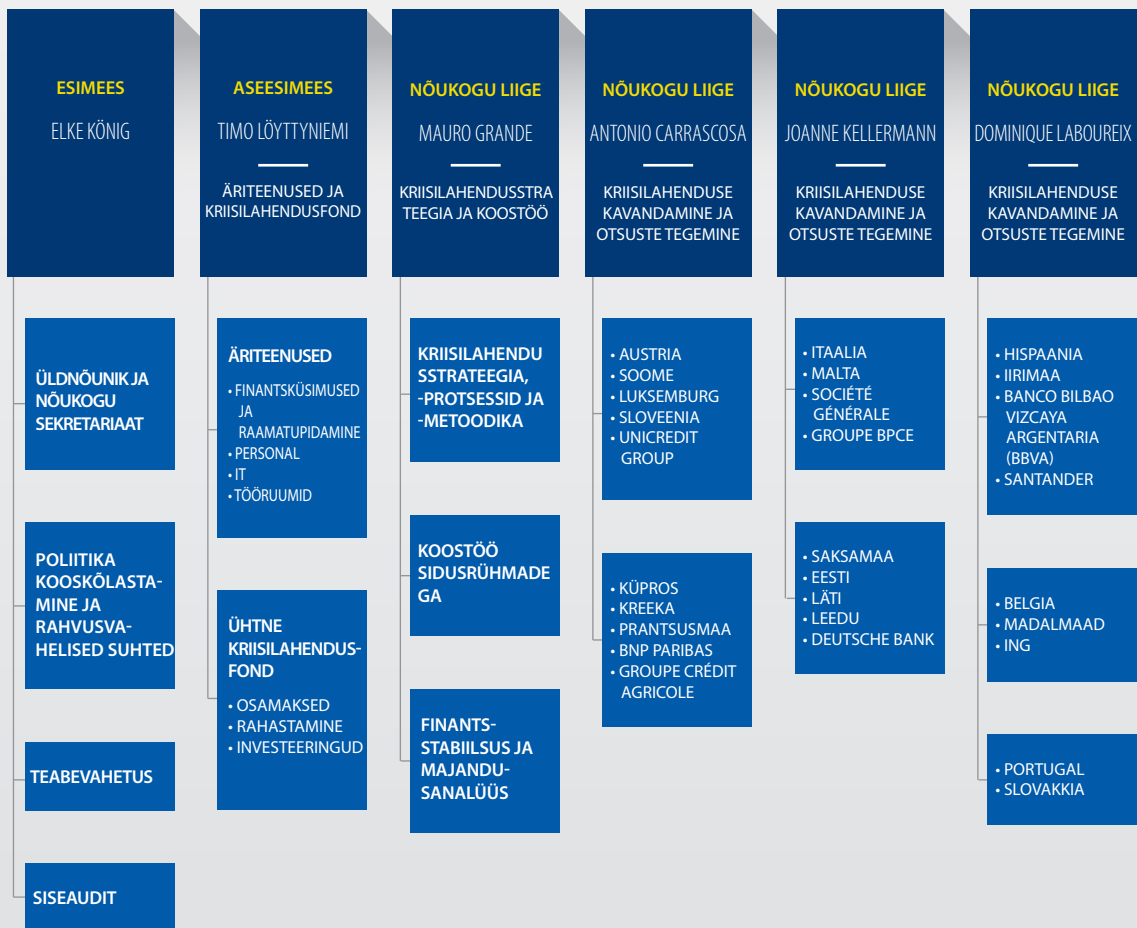 ESIMEES
ELKE KÖNIG
ÜLDNÕUNIK JA
NÕUKOGU
SEKRETARIAAT
POLIITIKA
KOOSKÕLASTA-
MINE JA
RAHVUSVA-
HELISED SUHTED
TEABEVAHETUS
SISEAUDIT
ASEESIMEES
TIMO LÖYTTYNIEMI
ÄRITEENUSED JA
KRIISILAHENDUSFOND
ÄRITEENUSED
• FINANTSKÜSIMUSED
JA
RAAMATUPIDAMINE
• PERSONAL
• IT
• TÖÖRUUMID
ÜHTNE
KRIISILAHENDUS-
FOND
• OSAMAKSED
• RAHASTAMINE
• INVESTEERINGUD
NÕUKOGU LIIGE
MAURO GRANDE
KRIISILAHENDUSSTRA
TEEGIA JA KOOSTÖÖ
KRIISILAHENDU
SSTRATEEGIA,
-PROTSESSID JA
-METOODIKA
KOOSTÖÖ
SIDUSRÜHMADE
GA
FINANTS-
STABIILSUS JA
MAJANDU-
SANALÜÜS
NÕUKOGU LIIGE
ANTONIO CARRASCOSA
KRIISILAHENDUSE
KAVANDAMINE JA
OTSUSTE TEGEMINE
• AUSTRIA
• SOOME
• LUKSEMBURG
• SLOVEENIA
• UNICREDIT
GROUP
• KÜPROS
• KREEKA
• PRANTSUSMAA
• BNP PARIBAS
• GROUPE CRÉDIT
AGRICOLE
NÕUKOGU LIIGE
JOANNE KELLERMANN
KRIISILAHENDUSE
KAVANDAMINE JA
OTSUSTE TEGEMINE
• ITAALIA
• MALTA
• SOCIÉTÉ
GÉNÉRALE
• GROUPE BPCE
• SAKSAMAA
• EESTI
• LÄTI
• LEEDU
• DEUTSCHE BANK
NÕUKOGU LIIGE
DOMINIQUE LABOUREIX
KRIISILAHENDUSE
KAVANDAMINE JA
OTSUSTE TEGEMINE
• HISPAANIA
• IIRIMAA
• BANCO BILBAO
VIZCAYA
ARGENTARIA
(BBVA)
• SANTANDER
• BELGIA
• MADALMAAD
• ING
• PORTUGAL
• SLOVAKKIA